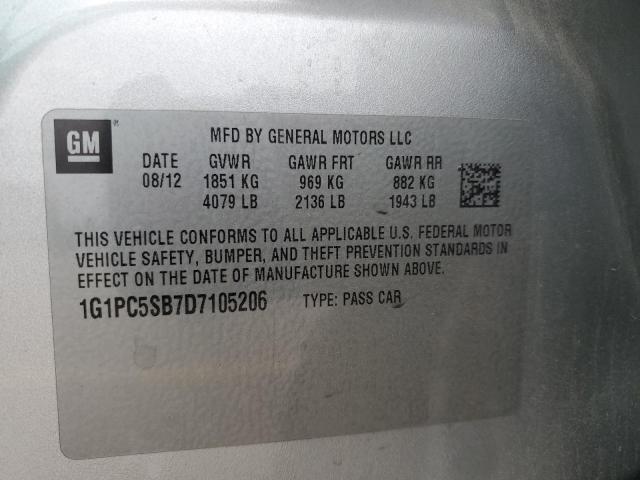 GM ®
MFD BY GENERAL MOTORS LLC
DATE GVWR GAWR FRT GAWR RR
08/12 1851 KG 969 KG 882 KG
4079 LB 2136 LB 1943 LB
THIS VEHICLE CONFORMS TO ALL APPLICABLE U.S. FEDERAL MOTOR
VEHICLE SAFETY, BUMPER, AND THEFT PREVENTION STANDARDS IN
EFFECT ON THE DATE OF MANUFACTURE SHOWN ABOVE.
1G1PC5SB7D7105206 TYPE: PASS CAR